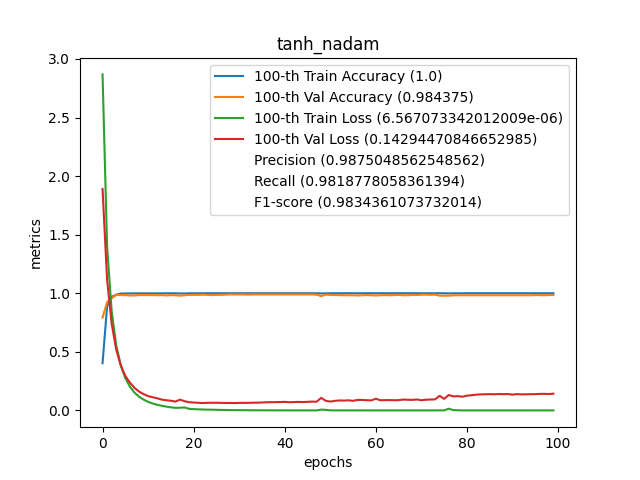 tanh_nadam
3.0
2.5
2.0
1.5
1.0
0.5
0.0
metrics
100-th Train Accuracy (1.0)
100-th Val Accuracy (0.984375)
100-th Train Loss (6.567073342012009e-06)
100-th Val Loss (0.14294470846652985)
Precision (0.9875048562548562)
Recall (0.9818778058361394)
F1-score (0.9834361073732014)
0 20 40 60 80 100
epochs